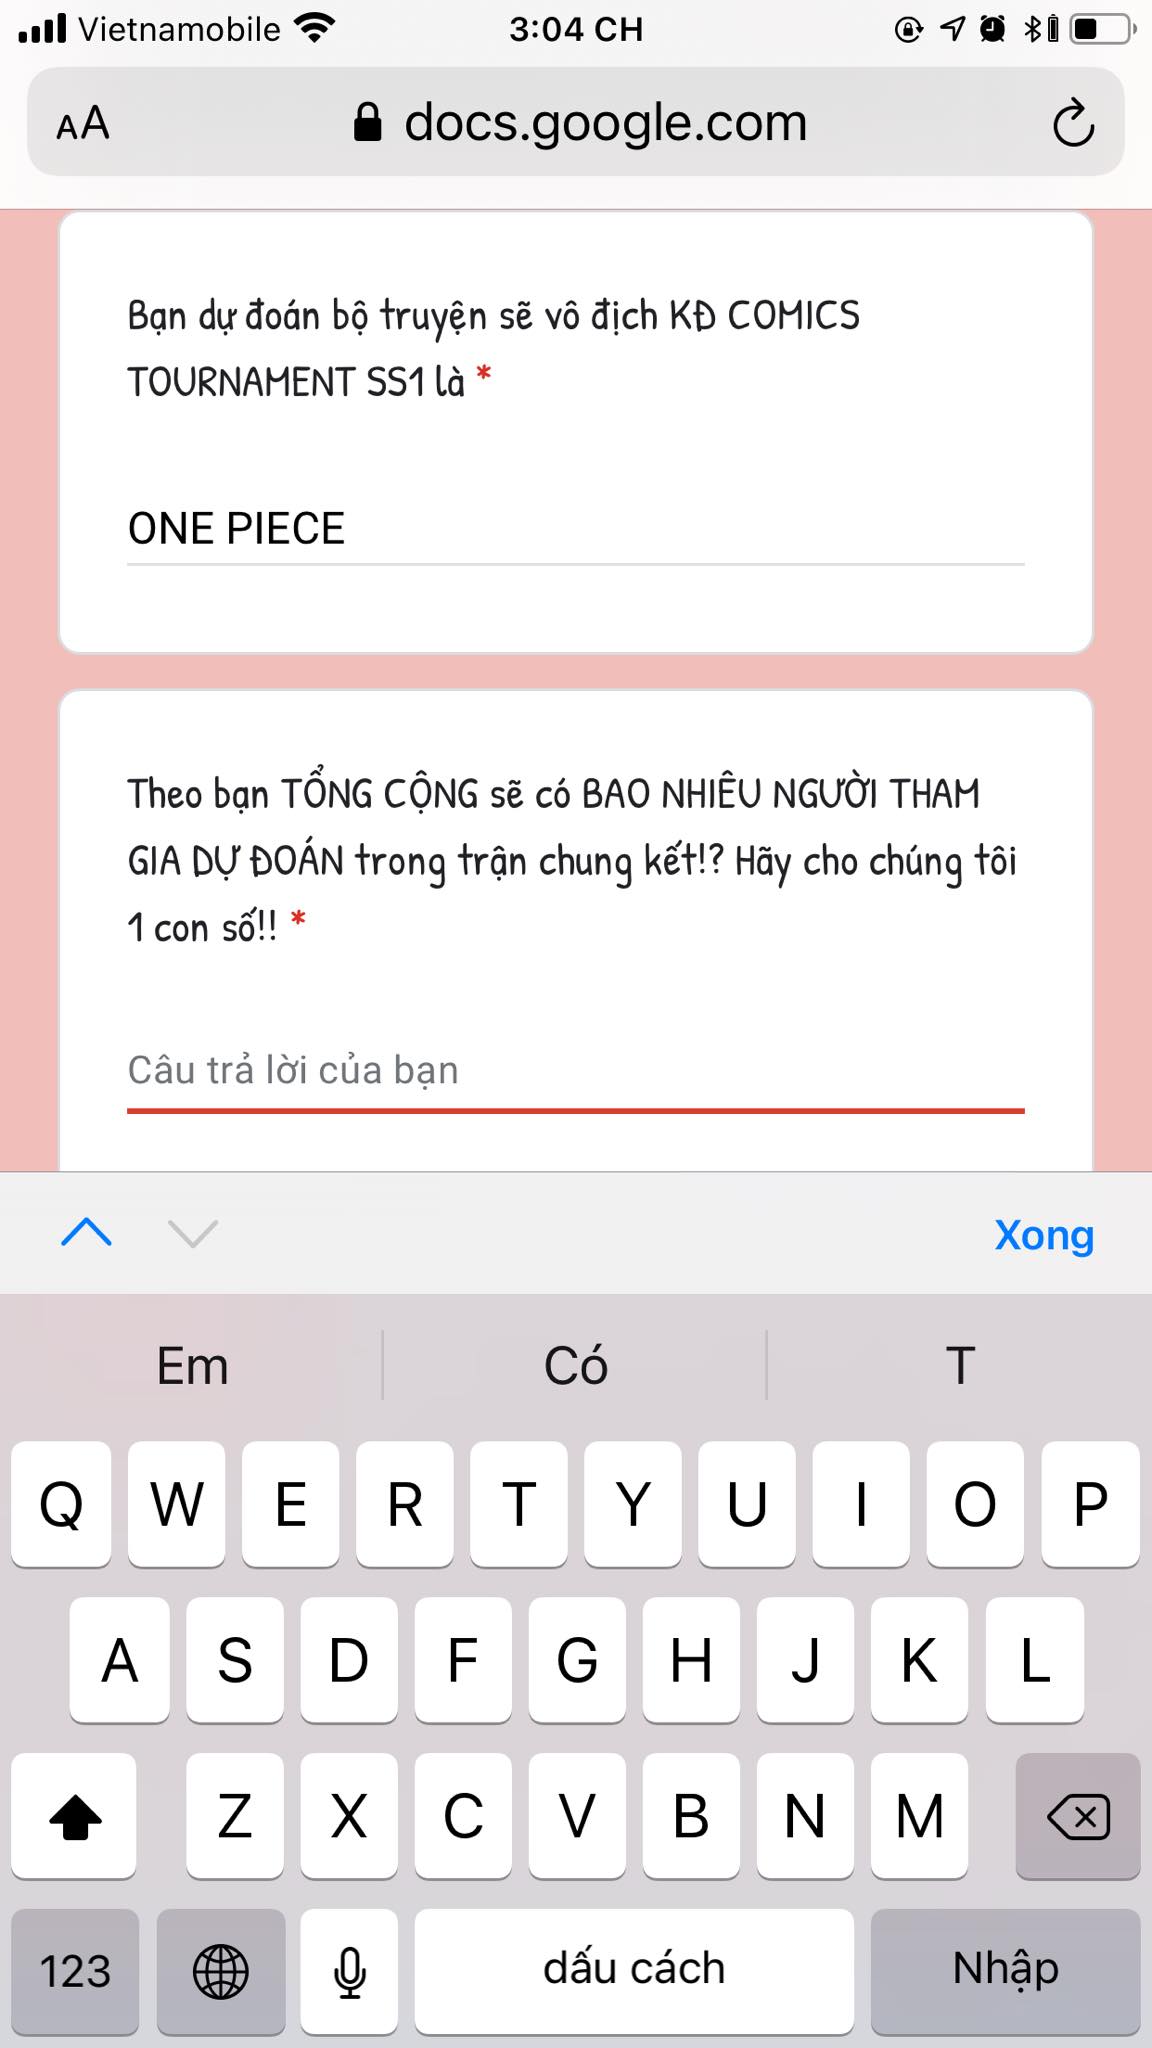 Vietnamobile 3:04 CH
AA docs.google.com
Bạn dự đoán bộ truyện sẽ vô địch KĐ COMICS
TOURNAMENT SS1 là *
ONE PIECE
Theo bạn TỔNG CỘNG sẽ có BAO NHIÊU NGƯỜI THAM
GIA DỰ ĐOÁN trong trận chung kết!? Hãy cho chúng tôi
1 con số!! *
Câu trả lời của bạn
Xong
Em Có T
Q W E R T Y U I O P
A S D F G H J K L
Z X C V B N M
123 dấu cách Nhập